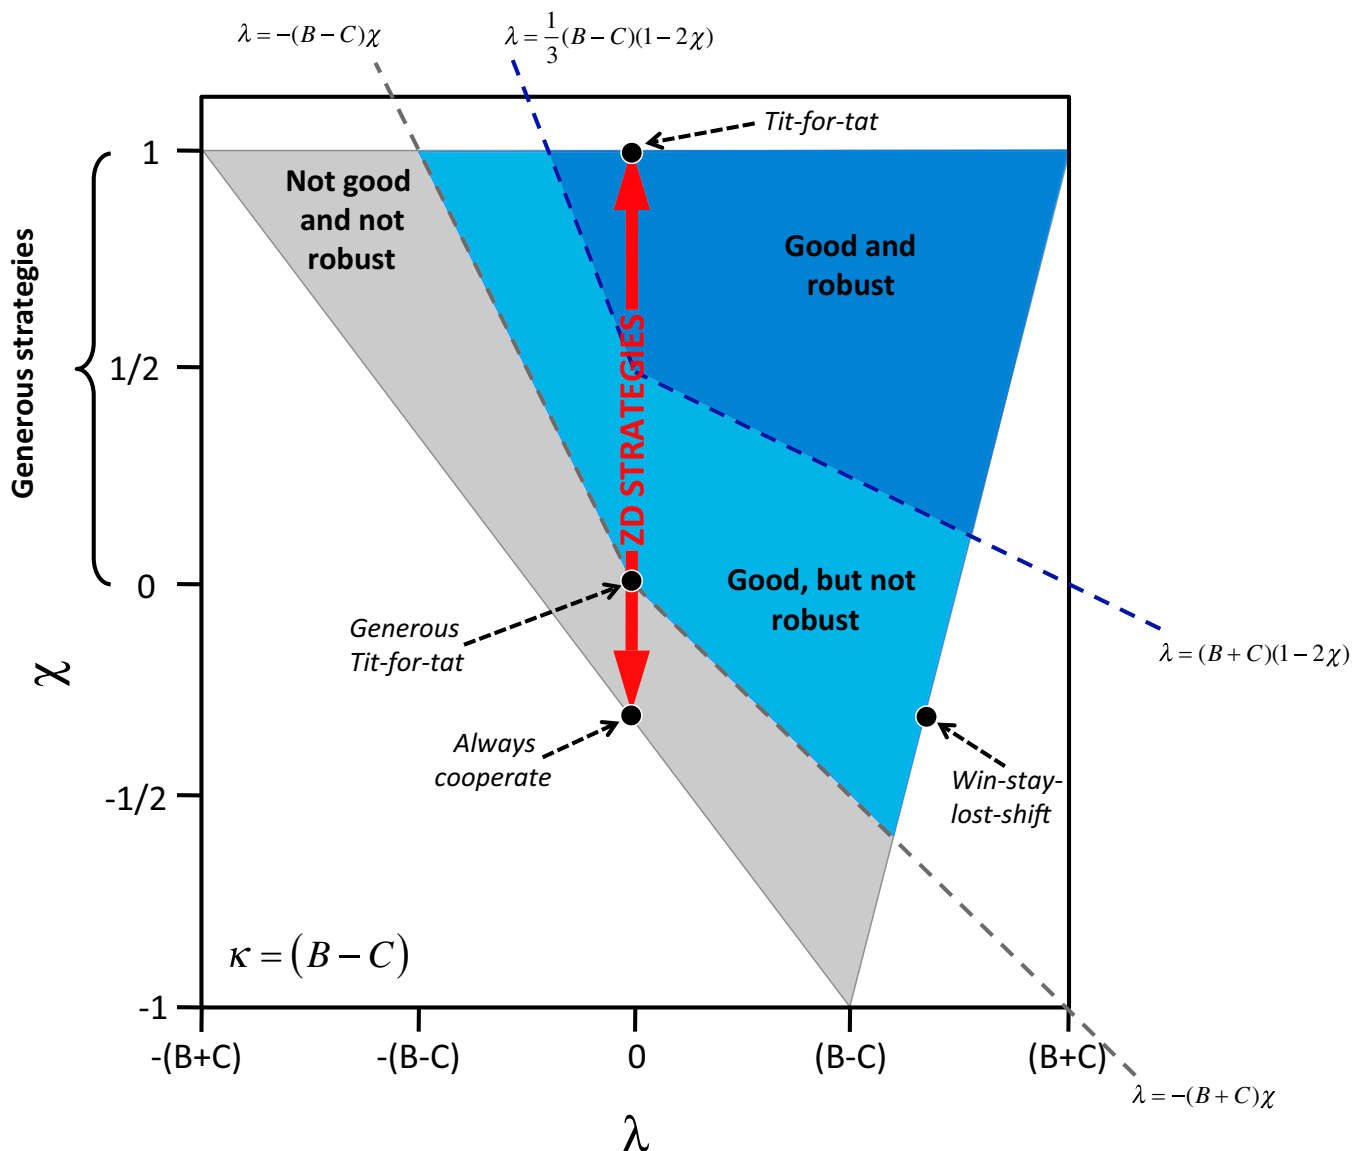 λ = −(B − C)χ
λ = 1/3 (B − C)(1 − 2χ)
Tit-for-tat
1
Not good
and not
robust
Good and
robust
Generous strategies
1/2
ZD STRATEGIES
0
Good, but not
robust
Generous
Tit-for-tat
λ = (B + C)(1 − 2χ)
χ
Always
cooperate
Win-stay-
lost-shift
-1/2
κ = (B − C)
-1
-(B+C)
-(B-C)
0
(B-C)
(B+C)
λ = −(B + C)χ
λ